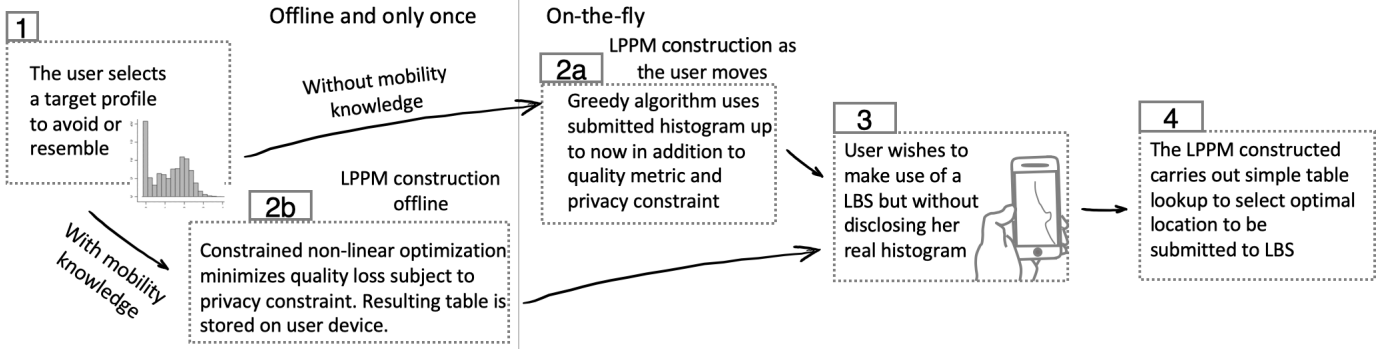 Offline and only once
On-the-fly
1
The user selects
a target profile
to avoid or
resemble
Without mobility
knowledge
With mobility
knowledge
LPPM construction
offline
2b
Constrained non-linear optimization
minimizes quality loss subject to
privacy constraint. Resulting table is
stored on user device.
LPPM construction as
the user moves
2a
Greedy algorithm uses
submitted histogram up
to now in addition to
quality metric and
privacy constraint
3
User wishes to
make use of a
LBS but without
disclosing her
real histogram
4
The LPPM constructed
carries out simple table
lookup to select optimal
location to be
submitted to LBS